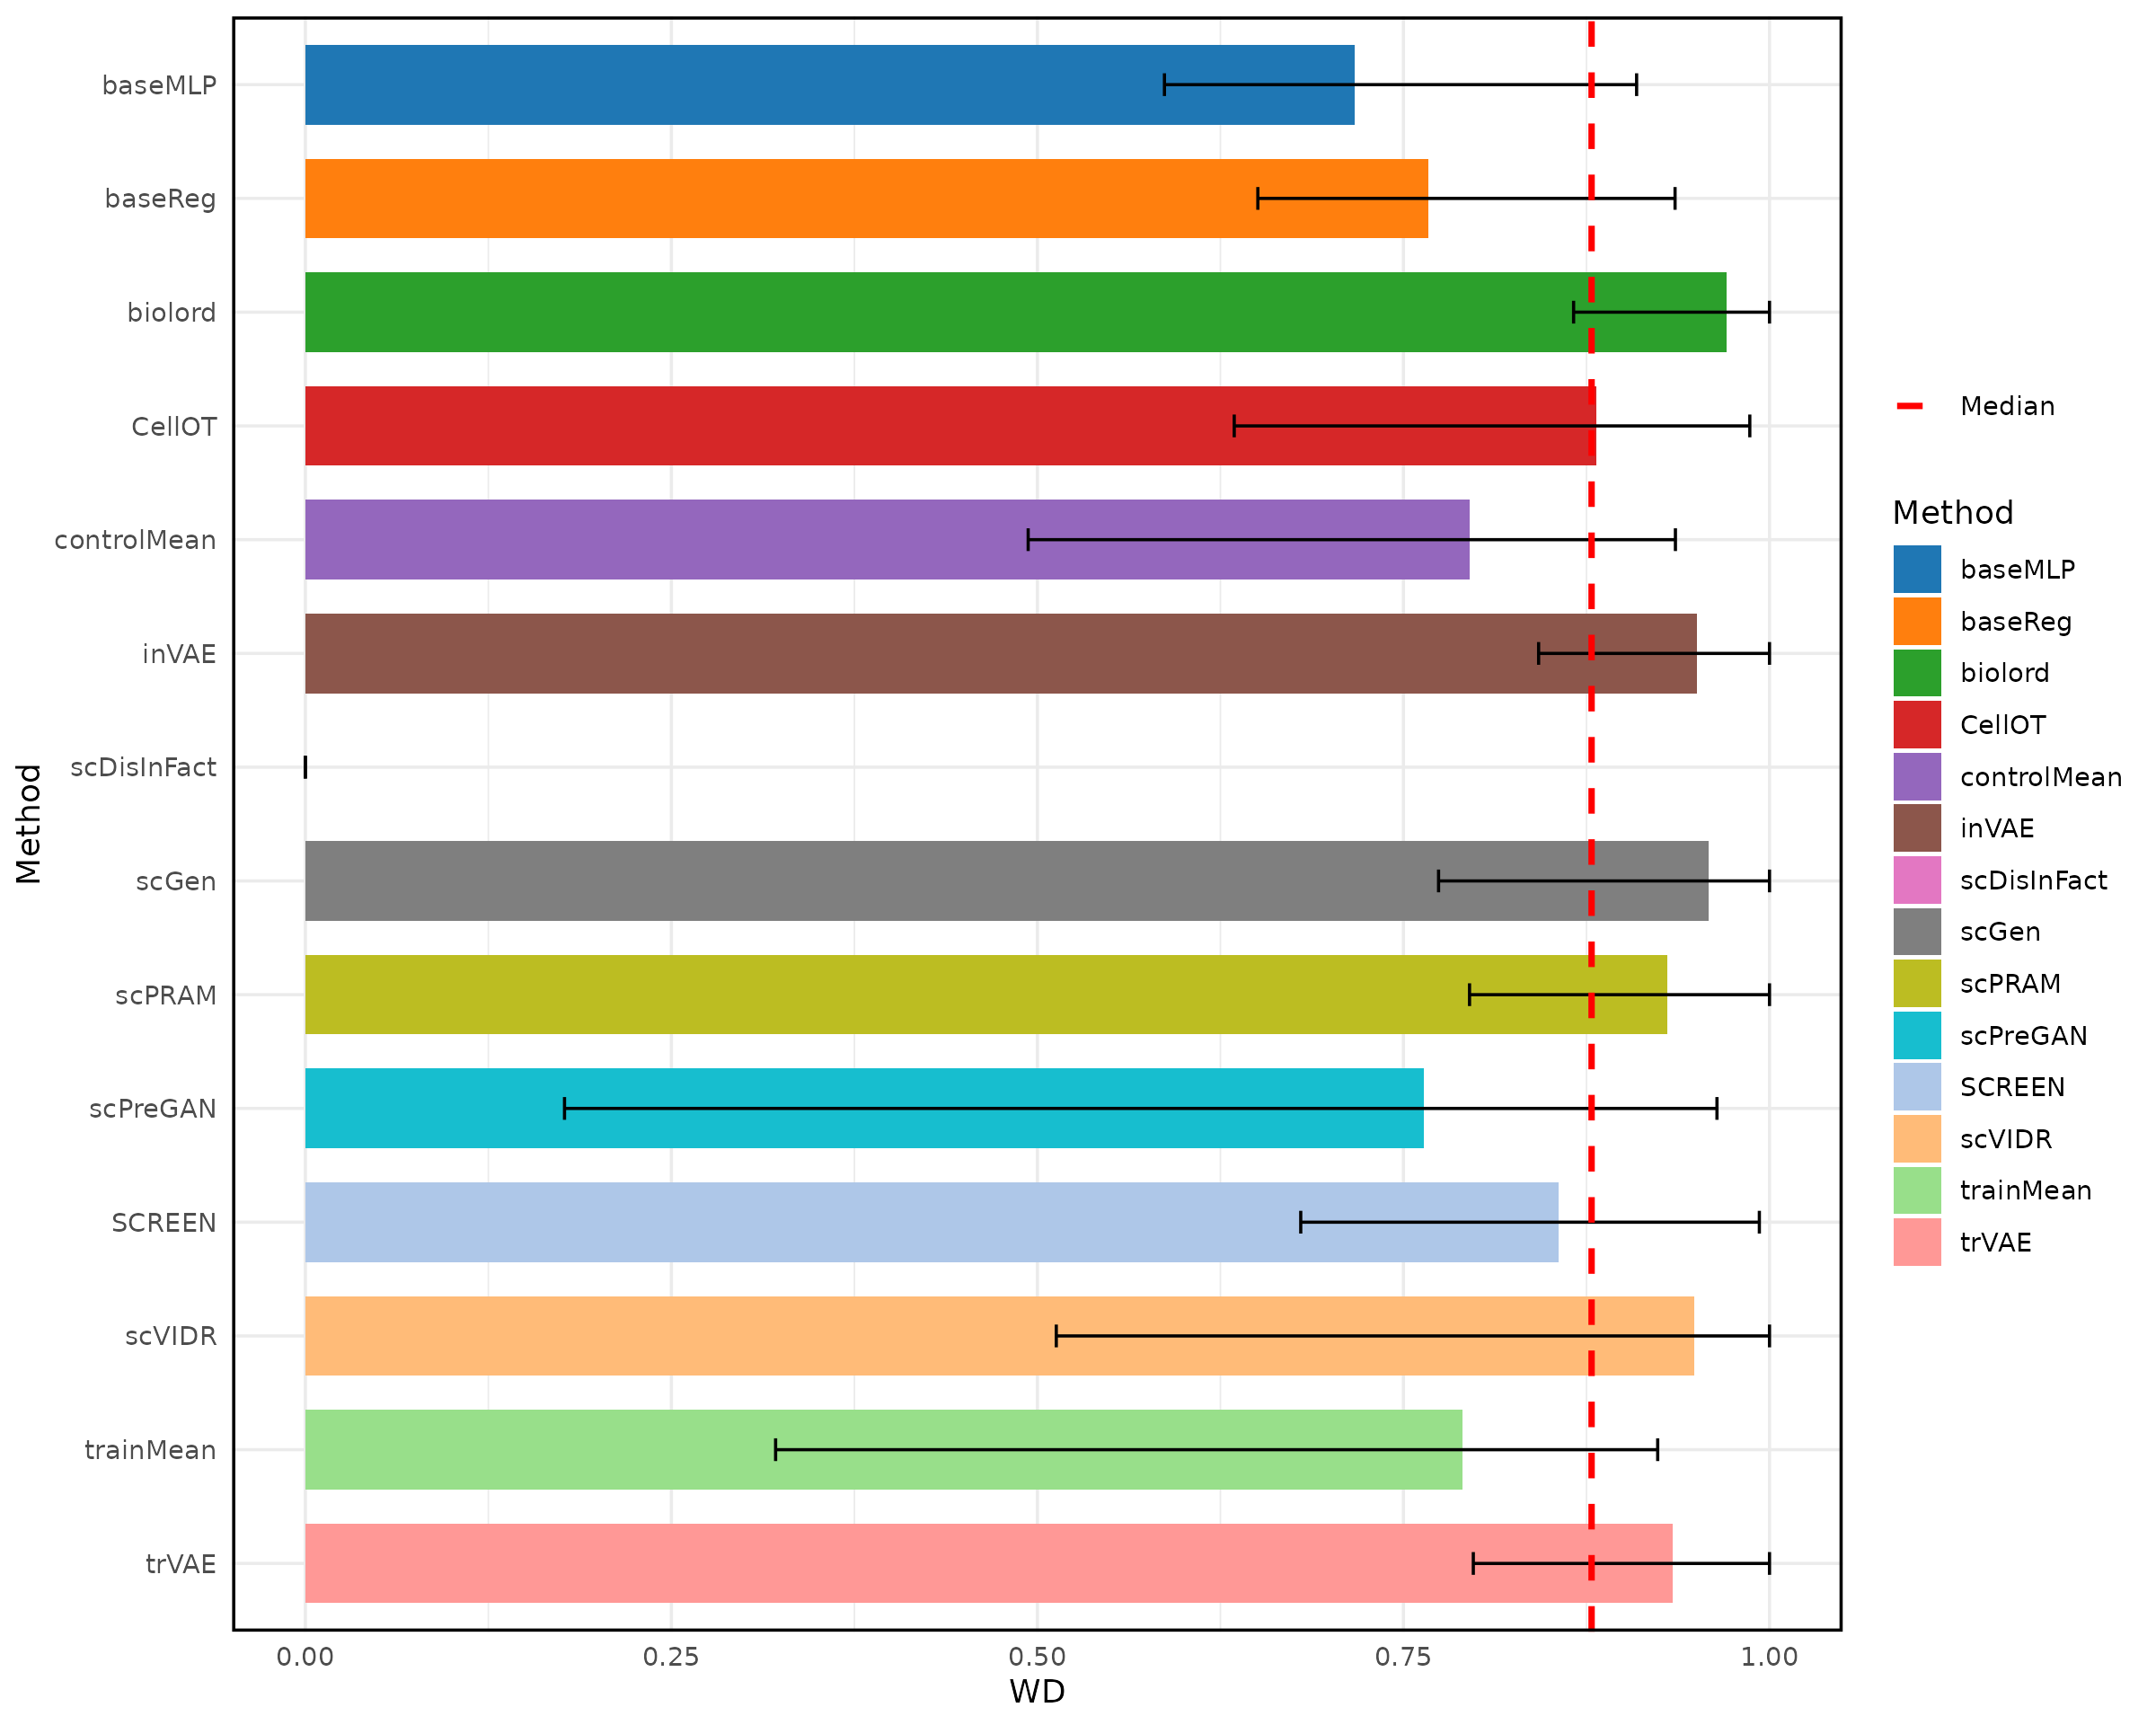 baseMLP
baseReg
biolord
CellOT
controlMean
inVAE
scDisInFact
scGen
scPRAM
scPreGAN
SCREEN
scVIDR
trainMean
trVAE
Method
0.00 0.25 0.50 0.75 1.00
WD
Median
Method
baseMLP
baseReg
biolord
CellOT
controlMean
inVAE
scDisInFact
scGen
scPRAM
scPreGAN
SCREEN
scVIDR
trainMean
trVAE